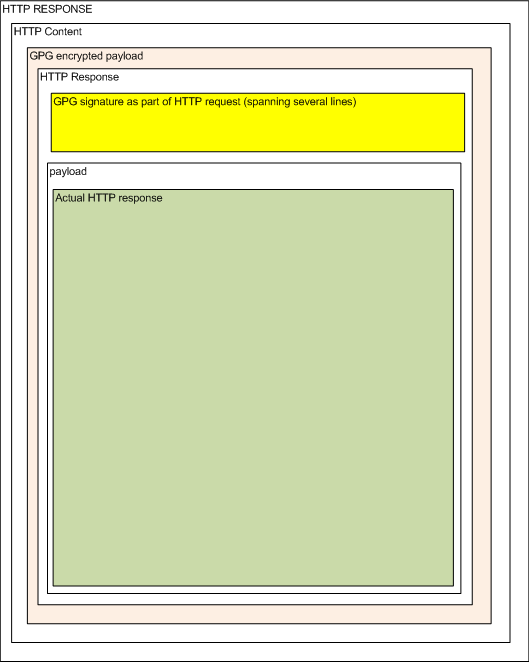 HTTP RESPONSE
HTTP Content
GPG encrypted payload
HTTP Response
GPG signature as part of HTTP request (spanning several lines)
payload
Actual HTTP response